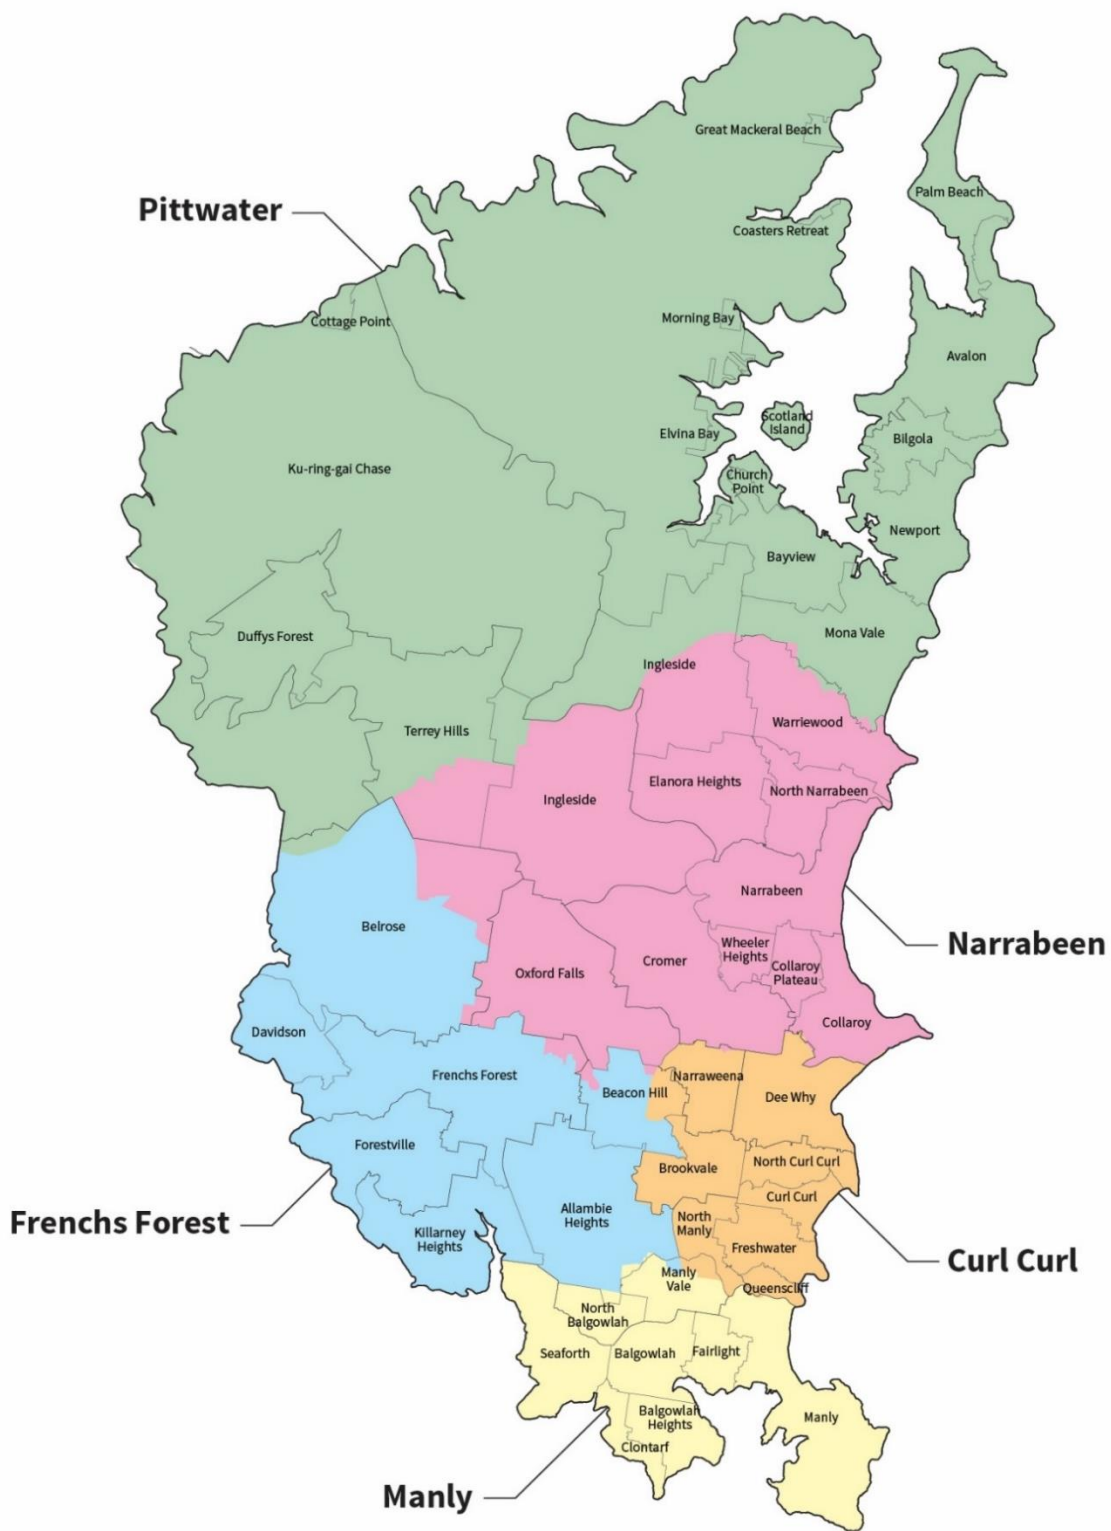 Great Mackeral Beach
Palm Beach
Pittwater
Coasters Retreat
Cottage Point
Morning Bay
Avalon
Scotland
Island
Elvina Bay
Bilgola
Ku-ring-gai Chase
Church
Point
Newport
Bayview
Duffys Forest
Mona Vale
Ingleside
Warriewood
Terrey Hills
Elanora Heights
North Narrabeen
Ingleside
Narrabeen
Belrose
Narrabeen
Wheeler
Heights
Cromer
Collaroy
Plateau
Oxford Falls
Collaroy
Davidson
Frenchs Forest
Narraweena
Beacon Hill
Dee Why
Forestville
North Curl Curl
Brookvale
Curl Curl
Allambie
Heights
Frenchs Forest
North
Manly
Killarney
Heights
Freshwater
Curl Curl
Manly
Vale
Queenscliff
North
Balgowlah
Seaforth
Balgowlah
Fairlight
Balgowlah
Heights
Manly
Clontarf
Manly